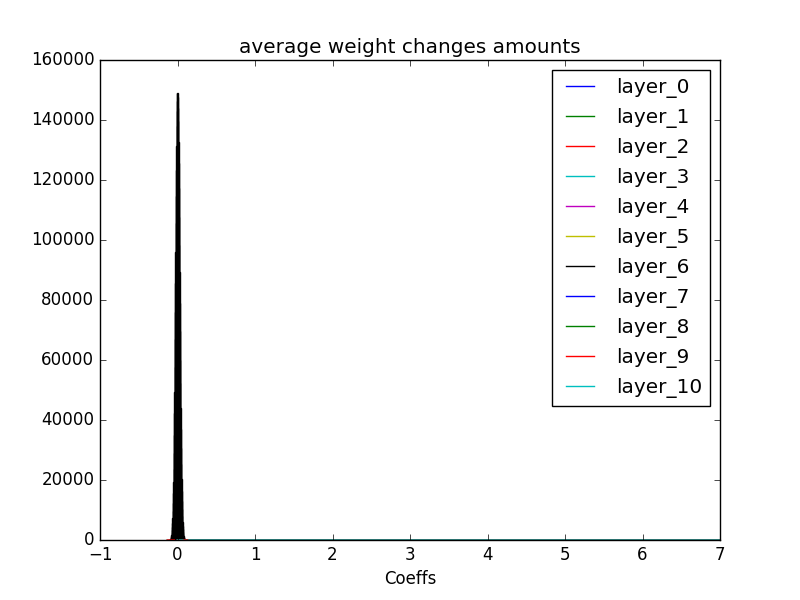 average weight changes amounts
160000
140000
120000
100000
80000
60000
40000
20000
0
−1 0 1 2 3 4 5 6 7
Coeffs
layer_0
layer_1
layer_2
layer_3
layer_4
layer_5
layer_6
layer_7
layer_8
layer_9
layer_10